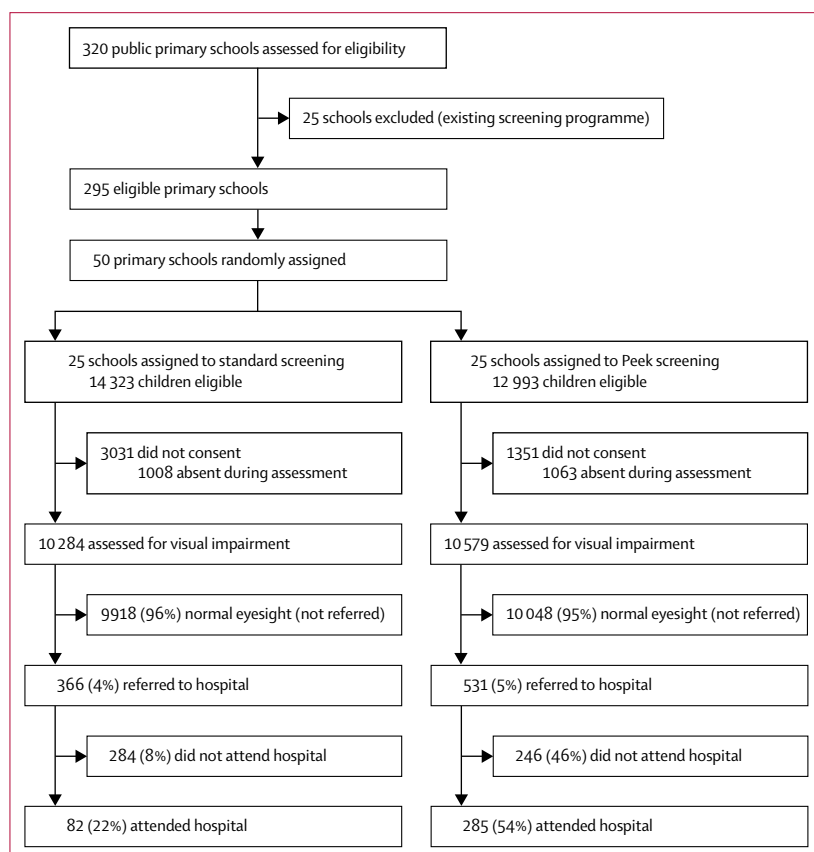 320 public primary schools assessed for eligibility
25 schools excluded (existing screening programme)
295 eligible primary schools
50 primary schools randomly assigned
25 schools assigned to standard screening
14 323 children eligible
25 schools assigned to Peek screening
12 993 children eligible
3031 did not consent
1008 absent during assessment
1351 did not consent
1063 absent during assessment
10 284 assessed for visual impairment
10 579 assessed for visual impairment
9918 (96%) normal eyesight (not referred)
10 048 (95%) normal eyesight (not referred)
366 (4%) referred to hospital
531 (5%) referred to hospital
284 (8%) did not attend hospital
246 (46%) did not attend hospital
82 (22%) attended hospital
285 (54%) attended hospital